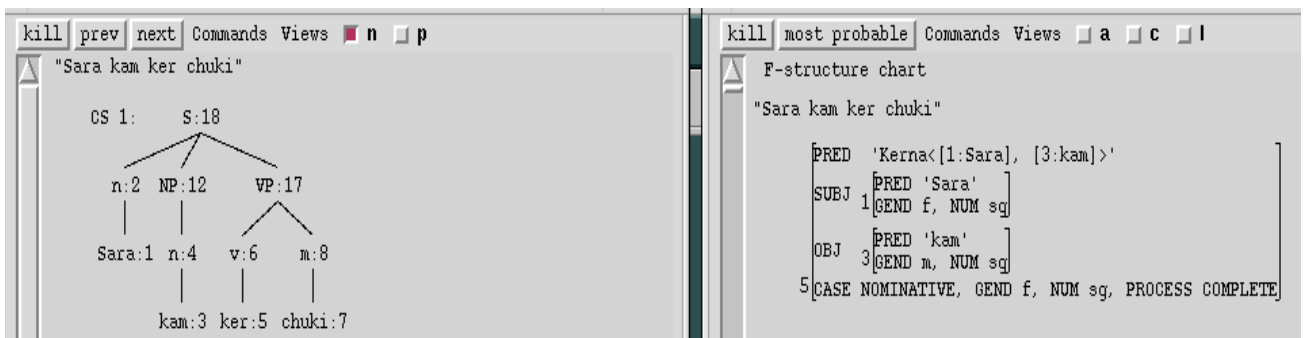 kill prev next Commands Views n p
"Sara kam ker chuki"
CS 1: S:18
n:2 NP:12 VP:17
Sara:1 n:4 v:6 m:8
kam:3 ker:5 chuki:7
kill most probable Commands Views a c l
F-structure chart
"Sara kam ker chuki"
PRED 'Kerna<[1:Sara], [3:kam]>'
PRED 'Sara'
SUBJ 1 GEND f, NUM sg
PRED 'kam'
OBJ 3 GEND m, NUM sg
5 CASE NOMINATIVE, GEND f, NUM sg, PROCESS COMPLETE